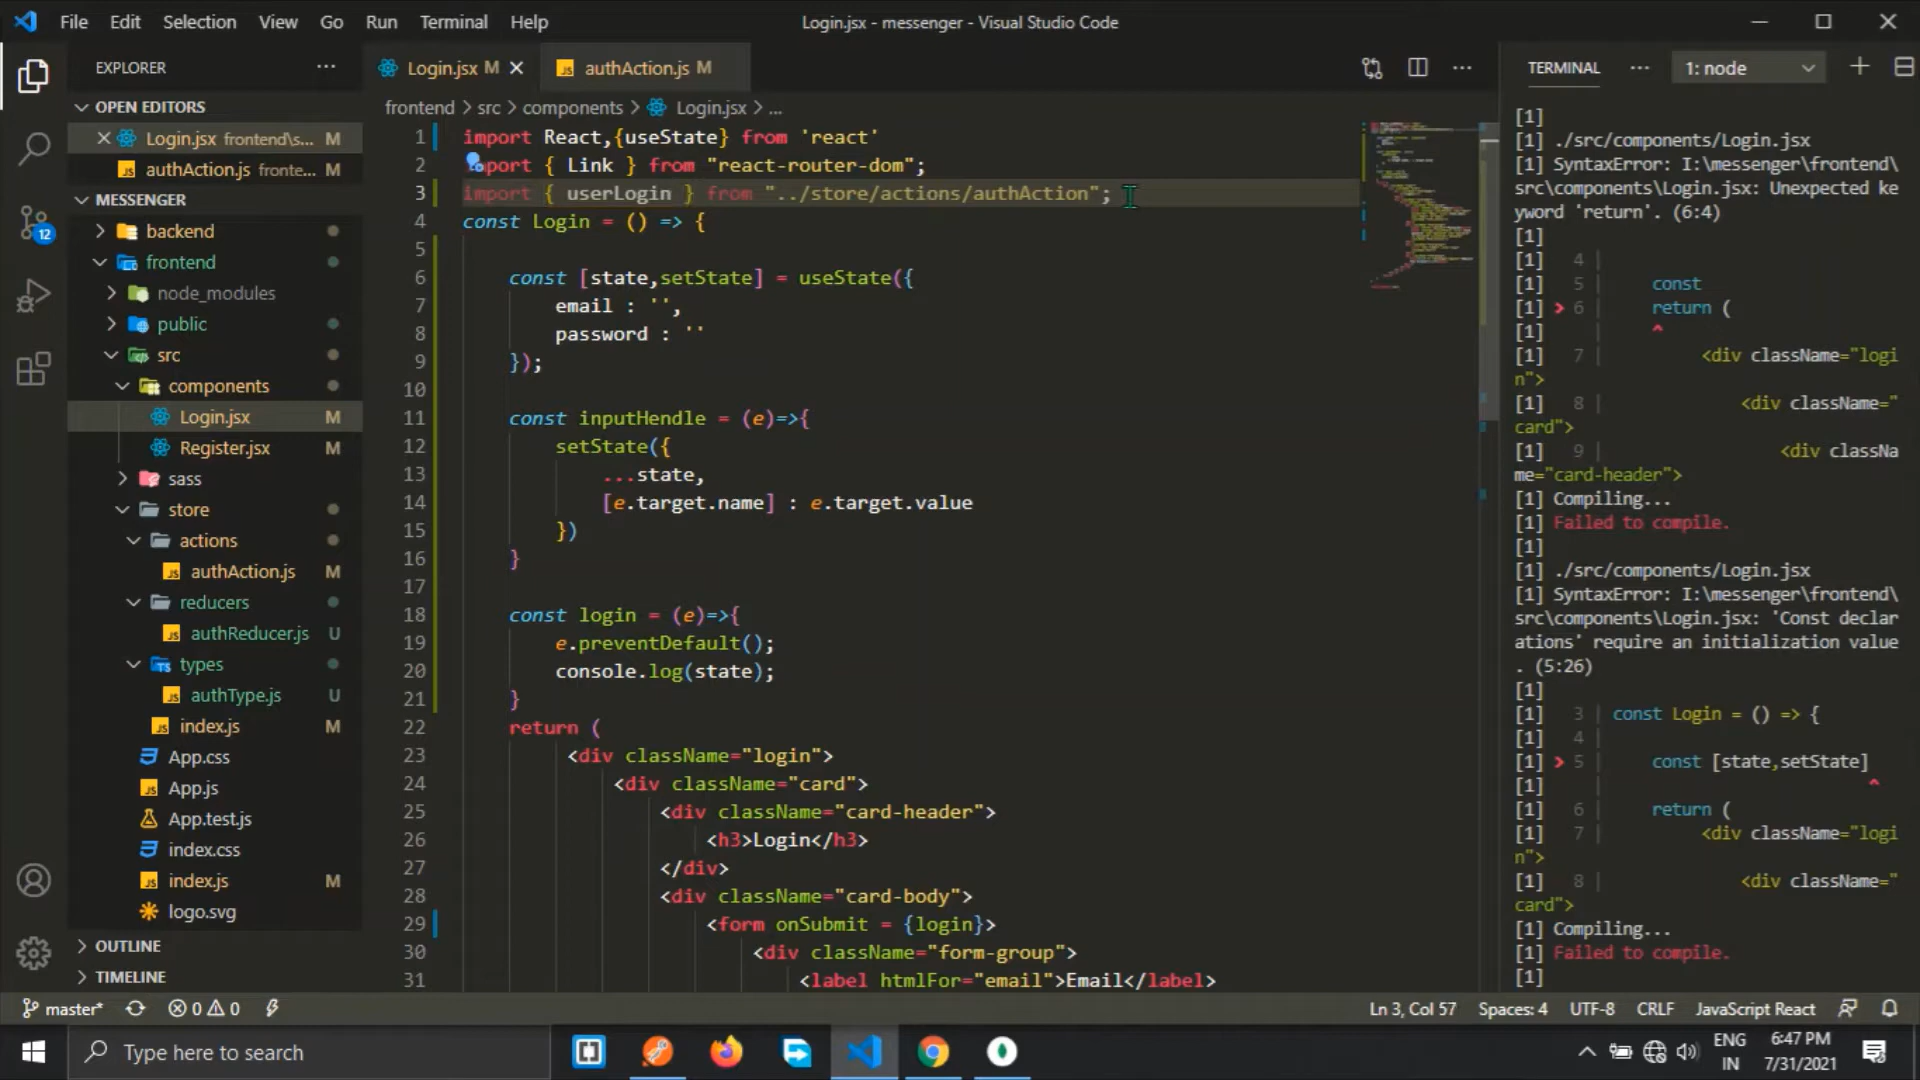 File Edit Selection View Go Run Terminal Help
Login.jsx - messenger - Visual Studio Code
EXPLORER
OPEN EDITORS
Login.jsx frontend\s... M
authAction.js fronte... M
MESSENGER
backend
frontend
node_modules
public
src
components
Login.jsx M
Register.jsx M
sass
store
actions
authAction.js M
reducers
authReducer.js U
types
authType.js U
index.js M
App.css
App.js
App.test.js
index.css
index.js M
logo.svg
OUTLINE
TIMELINE
12
Login.jsx M
authAction.js M
frontend > src > components > Login.jsx > ...
1 import React,{useState} from 'react'
2 port { Link } from "react-router-dom";
3 import { userLogin } from "../store/actions/authAction";
4 const Login = () => {
5
6 const [state,setState] = useState({
7 email : '',
8 password : ''
9 });
10
11 const inputHendle = (e)=>{
12 setState({
13 ...state,
14 [e.target.name] : e.target.value
15 })
16 }
17
18 const login = (e)=>{
19 e.preventDefault();
20 console.log(state);
21 }
22 return (
23 <div className="login">
24 <div className="card">
25 <div className="card-header">
26 <h3>Login</h3>
27 </div>
28 <div className="card-body">
29 <form onSubmit = {login}>
30 <div className="form-group">
31 <label htmlFor="email">Email</label>
TERMINAL
1: node
[1]
[1] ./src/components/Login.jsx
[1] SyntaxError: I:\messenger\frontend\
src\components\Login.jsx: Unexpected ke
yword 'return'. (6:4)
[1]
[1] 4 |
[1] 5 | const
[1] > 6 | return (
[1] ^
[1] 7 | <div className="logi
n">
[1] 8 | <div className="
card">
[1] 9 | <div classNa
me="card-header">
[1] Compiling...
[1] Failed to compile.
[1]
[1] ./src/components/Login.jsx
[1] SyntaxError: I:\messenger\frontend\
src\components\Login.jsx: 'Const declar
ations' require an initialization value
. (5:26)
[1]
[1] 3 | const Login = () => {
[1] 4
[1] > 5 const [state,setState]
[1] ^
[1] 6 return (
[1] 7 <div className="logi
n">
[1] 8 | <div className="
card">
[1] Compiling...
[1] Failed to compile.
[1]
master* 0 0
Ln 3, Col 57 Spaces: 4 UTF-8 CRLF JavaScript React
Type here to search
ENG
IN
6:47 PM
7/31/2021